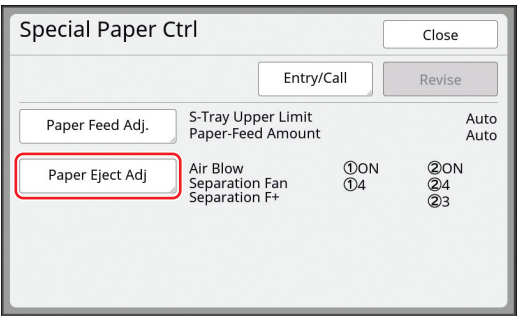 Special Paper Ctrl
Close
Entry/Call
Revise
Paper Feed Adj.
S-Tray Upper Limit Auto
Paper-Feed Amount Auto
Paper Eject Adj
Air Blow ①ON ②ON
Separation Fan ①4 ②4
Separation F+ ②3